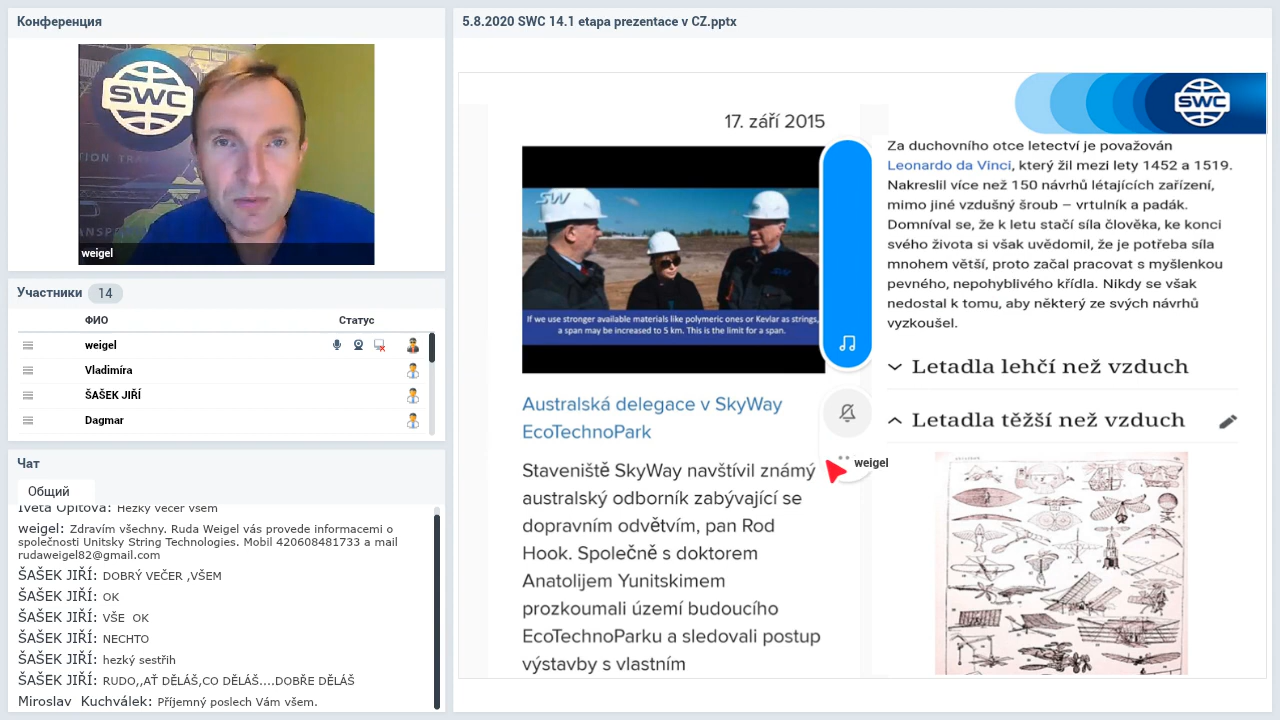 Конференция
SWC
weigel
Участники 14
ФИО Статус
weigel
Vladimíra
ŠAŠEK JIŘÍ
Dagmar
Чат
Общий
Iveta Opltova: Hezky vecer vsem
weigel: Zdravím všechny. Ruda Weigel vás provede informacemi o
společnosti Unitsky String Technologies. Mobil 420608481733 a mail
rudaweigel82@gmail.com
ŠAŠEK JIŘÍ: DOBRÝ VEČER ,VŠEM
ŠAŠEK JIŘÍ: OK
ŠAŠEK JIŘÍ: VŠE OK
ŠAŠEK JIŘÍ: NECHTO
ŠAŠEK JIŘÍ: hezký sestřih
ŠAŠEK JIŘÍ: RUDO,,AŤ DĚLÁŠ,CO DĚLÁŠ....DOBŘE DĚLÁŠ
Miroslav Kuchválek: Příjemný poslech Vám všem.
5.8.2020 SWC 14.1 etapa prezentace v CZ.pptx
SWC
17. září 2015
SW
If we use stronger available materials like polymeric ones or Kevlar as strings,
a span may be increased to 5 km. This is the limit for a span.
Australská delegace v SkyWay
EcoTechnoPark
Staveniště SkyWay navštívil známý
australský odborník zabývající se
dopravním odvětvím, pan Rod
Hook. Společně s doktorem
Anatolijem Yunitskimem
prozkoumali území budoucího
EcoTechnoParku a sledovali postup
výstavby s vlastním
weigel
Za duchovního otce letectví je považován
Leonardo da Vinci, který žil mezi lety 1452 a 1519.
Nakreslil více než 150 návrhů létajících zařízení,
mimo jiné vzdušný šroub – vrtulník a padák.
Domníval se, že k letu stačí síla člověka, ke konci
svého života si však uvědomil, že je potřeba síla
mnohem větší, proto začal pracovat s myšlenkou
pevného, nepohyblivého křídla. Nikdy se však
nedostal k tomu, aby některý ze svých návrhů
vyzkoušel.
Letadla lehčí než vzduch
Letadla těžší než vzduch